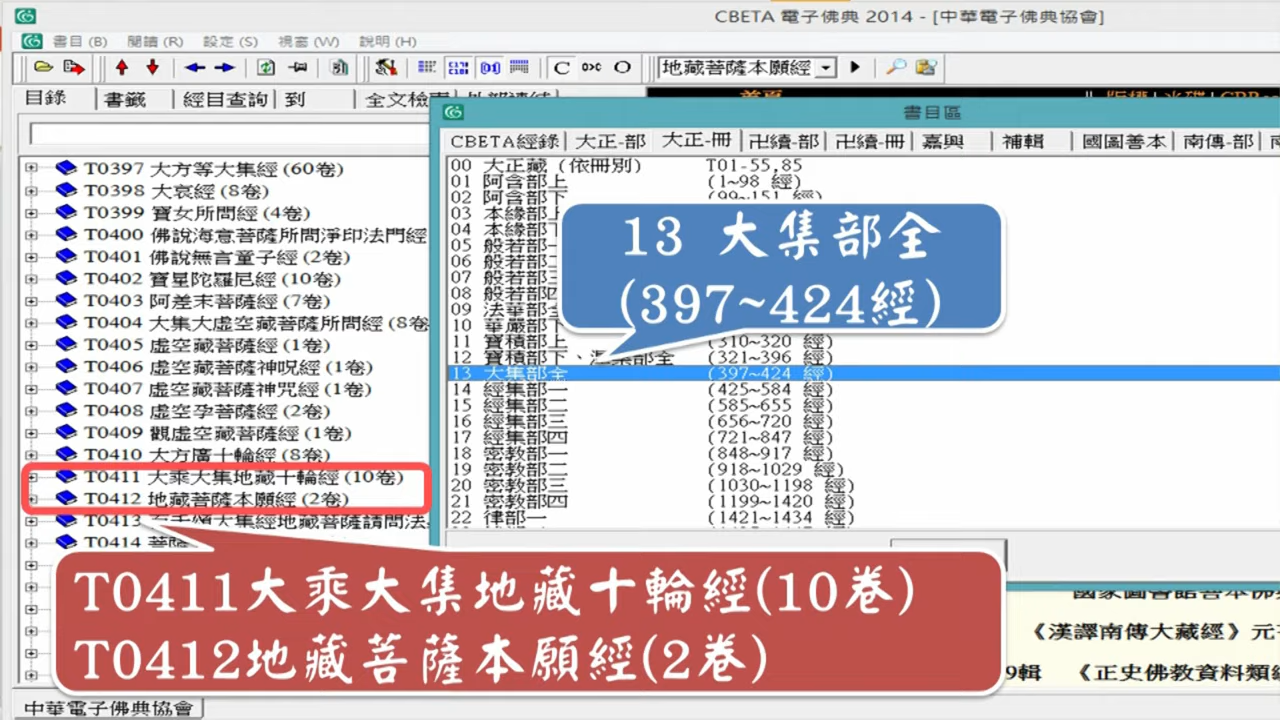 CBETA 電子佛典 2014 - [中華電子佛典協會]
書目 (B) 閱讀 (R) 設定 (S) 視窗 (W) 說明 (H)
C O 地藏菩薩本願經
目錄 書籤 經目查詢 到 全文檢
書目區
CBETA經錄 大正-部 大正-冊 卍續-部 卍續-冊 嘉興 補輯 國圖善本 南傳-部
T0397 大方等大集經 (60卷)
T0398 大哀經 (8卷)
T0399 寶女所問經 (4卷)
T0400 佛說海意菩薩所問淨印法門經
T0401 佛說無言童子經 (2卷)
T0402 寶星陀羅尼經 (10卷)
T0403 阿差末菩薩經 (7卷)
T0404 大集大虛空藏菩薩所問經 (8卷
T0405 虛空藏菩薩經 (1卷)
T0406 虛空藏菩薩神呪經 (1卷)
T0407 虛空藏菩薩神咒經 (1卷)
T0408 虛空孕菩薩經 (2卷)
T0409 觀虛空藏菩薩經 (1卷)
T0410 大方廣十輪經 (8卷)
T0411 大乘大集地藏十輪經 (10卷)
T0412 地藏菩薩本願經 (2卷)
T0413 百千頌大集經地藏菩薩請問法
T0414 菩薩
00 大正藏 (依冊別) T01-55,85
01 阿含部上 (1~98 經)
02 阿含部下 (99~151 經)
03 本緣部上
04 本緣部下
05 般若部一
06 般若部二
07 般若部三
08 般若部四
09 法華部全
10 華嚴部下
11 寶積部上 (310~320 經)
12 寶積部下、涅槃部全 (321~396 經)
13 大集部全 (397~424 經)
14 經集部一 (425~584 經)
15 經集部二 (585~655 經)
16 經集部三 (656~720 經)
17 經集部四 (721~847 經)
18 密教部一 (848~917 經)
19 密教部二 (918~1029 經)
20 密教部三 (1030~1198 經)
21 密教部四 (1199~1420 經)
22 律部一 (1421~1434 經)
13 大集部全
(397~424經)
T0411大乘大集地藏十輪經(10卷)
T0412地藏菩薩本願經(2卷)
國家圖書館善本佛
《漢譯南傳大藏經》元
9輯 《正史佛教資料類
中華電子佛典協會